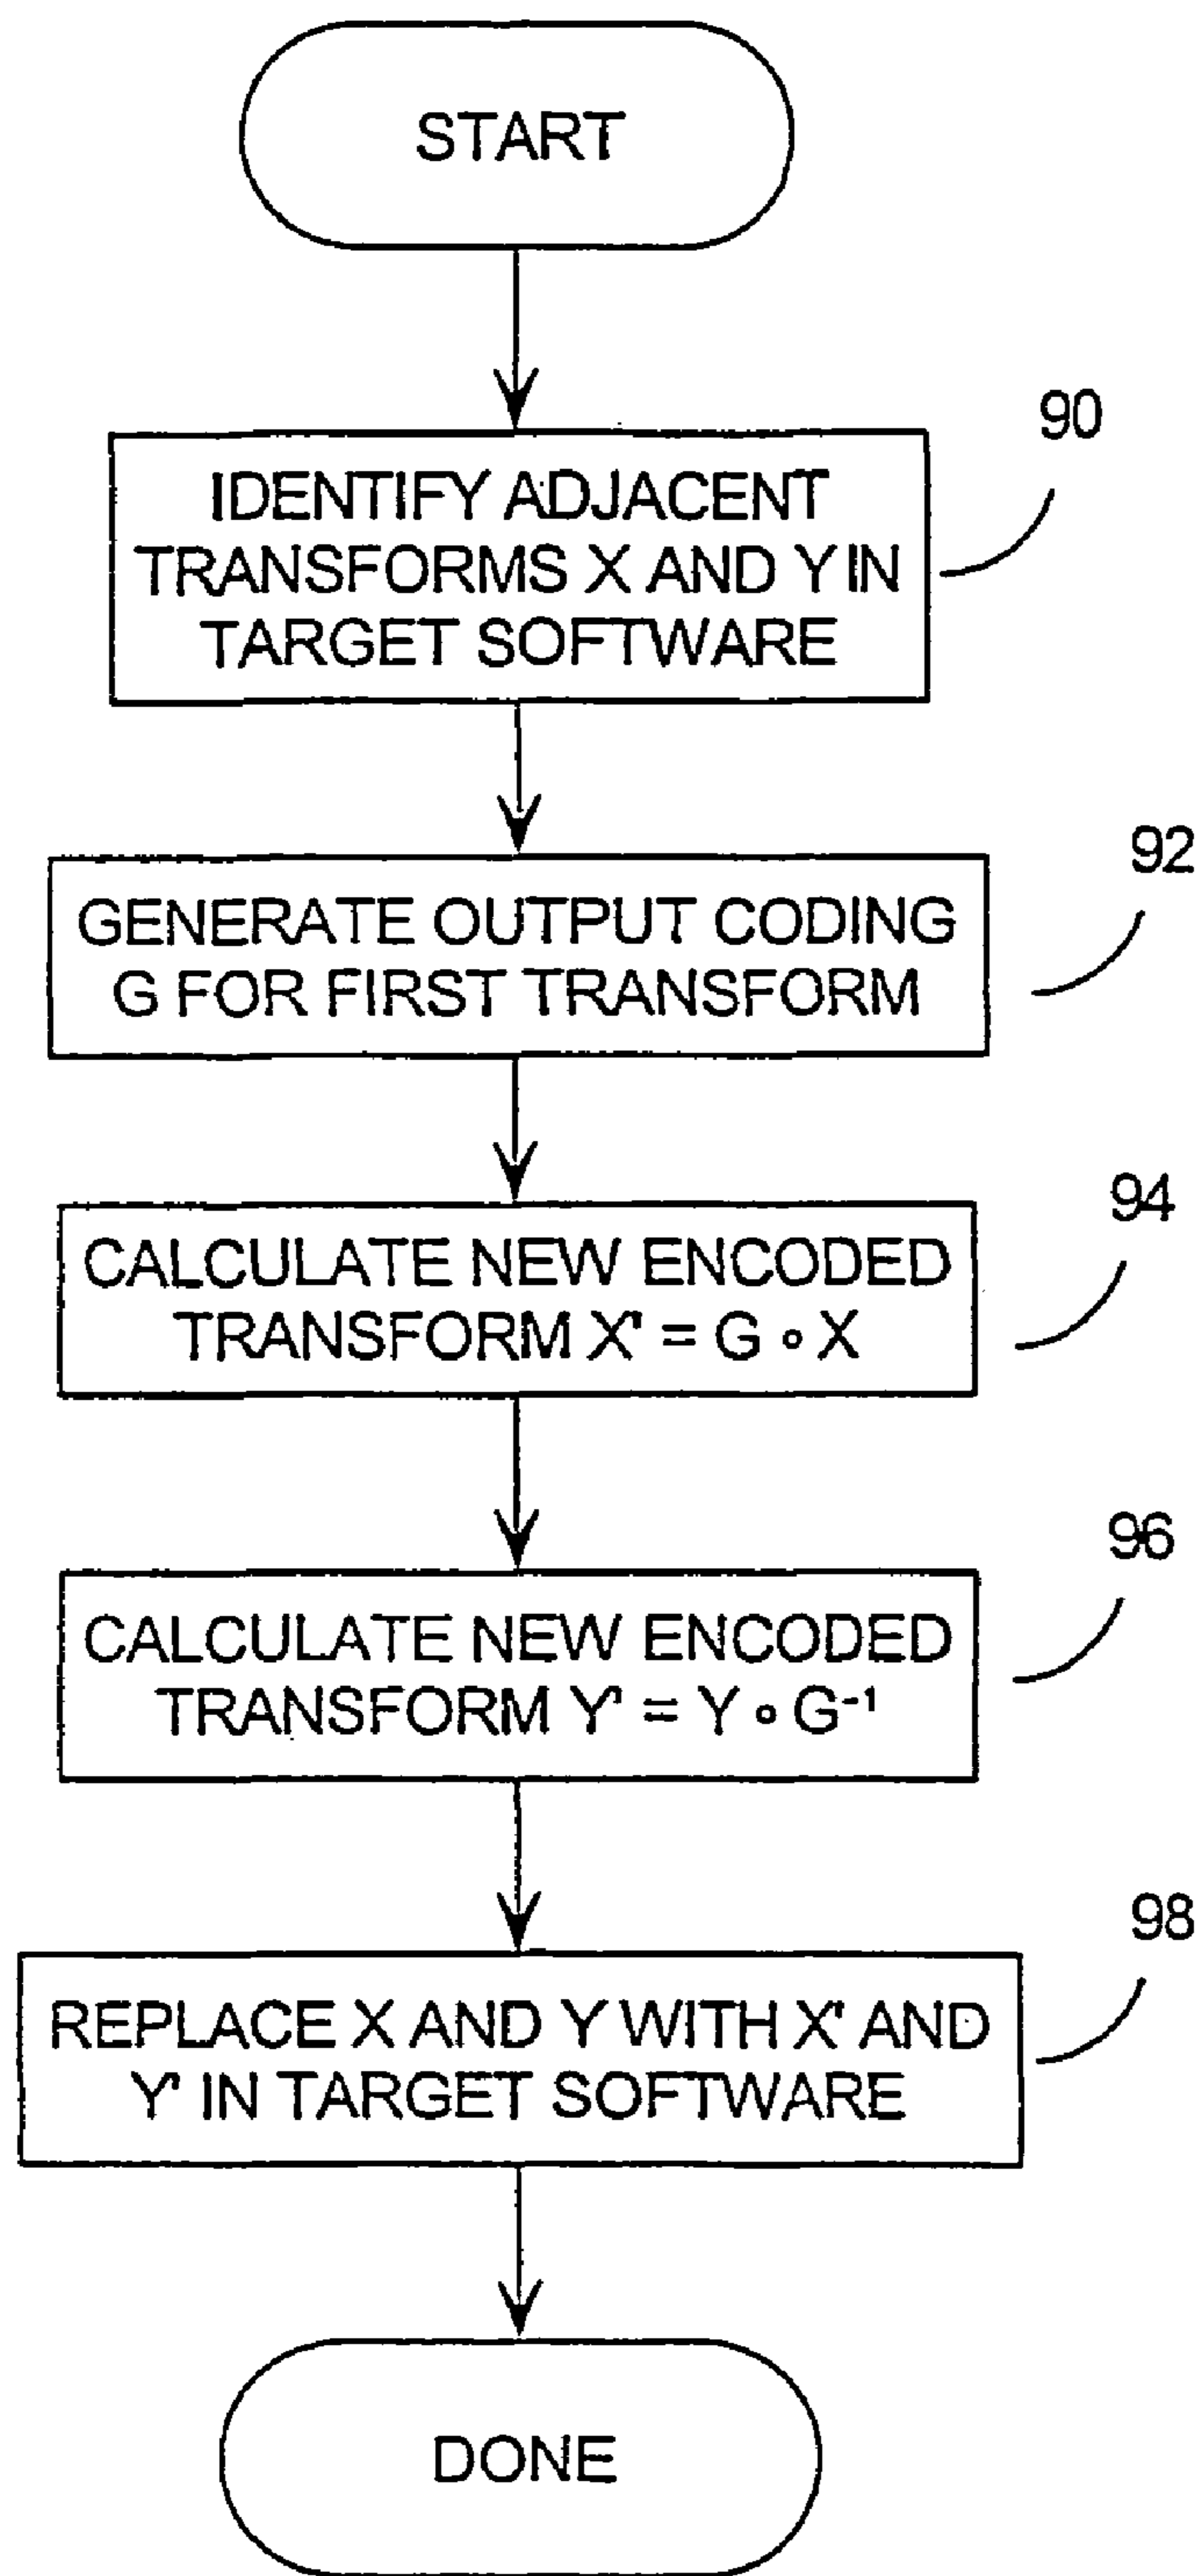 START
90
IDENTIFY ADJACENT
TRANSFORMS X AND Y IN
TARGET SOFTWARE
92
GENERATE OUTPUT CODING
G FOR FIRST TRANSFORM
94
CALCULATE NEW ENCODED
TRANSFORM X' = G ∘ X
96
CALCULATE NEW ENCODED
TRANSFORM Y' = Y ∘ G⁻¹
98
REPLACE X AND Y WITH X' AND
Y' IN TARGET SOFTWARE
DONE